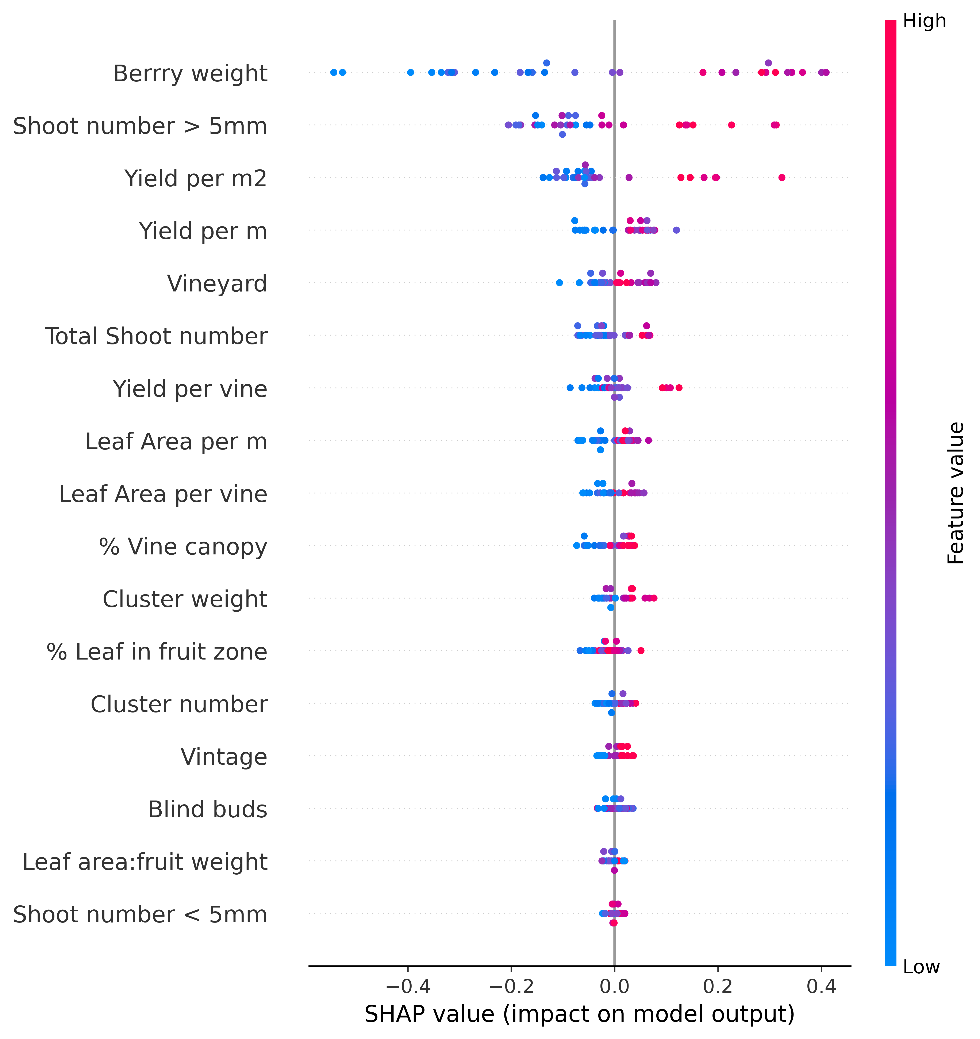 High
Berrry weight
Shoot number > 5mm
Yield per m2
Yield per m
Vineyard
Total Shoot number
Yield per vine
Leaf Area per m
Leaf Area per vine
% Vine canopy
Cluster weight
% Leaf in fruit zone
Cluster number
Vintage
Blind buds
Leaf area:fruit weight
Shoot number < 5mm
Feature value
Low
−0.4 −0.2 0.0 0.2 0.4
SHAP value (impact on model output)